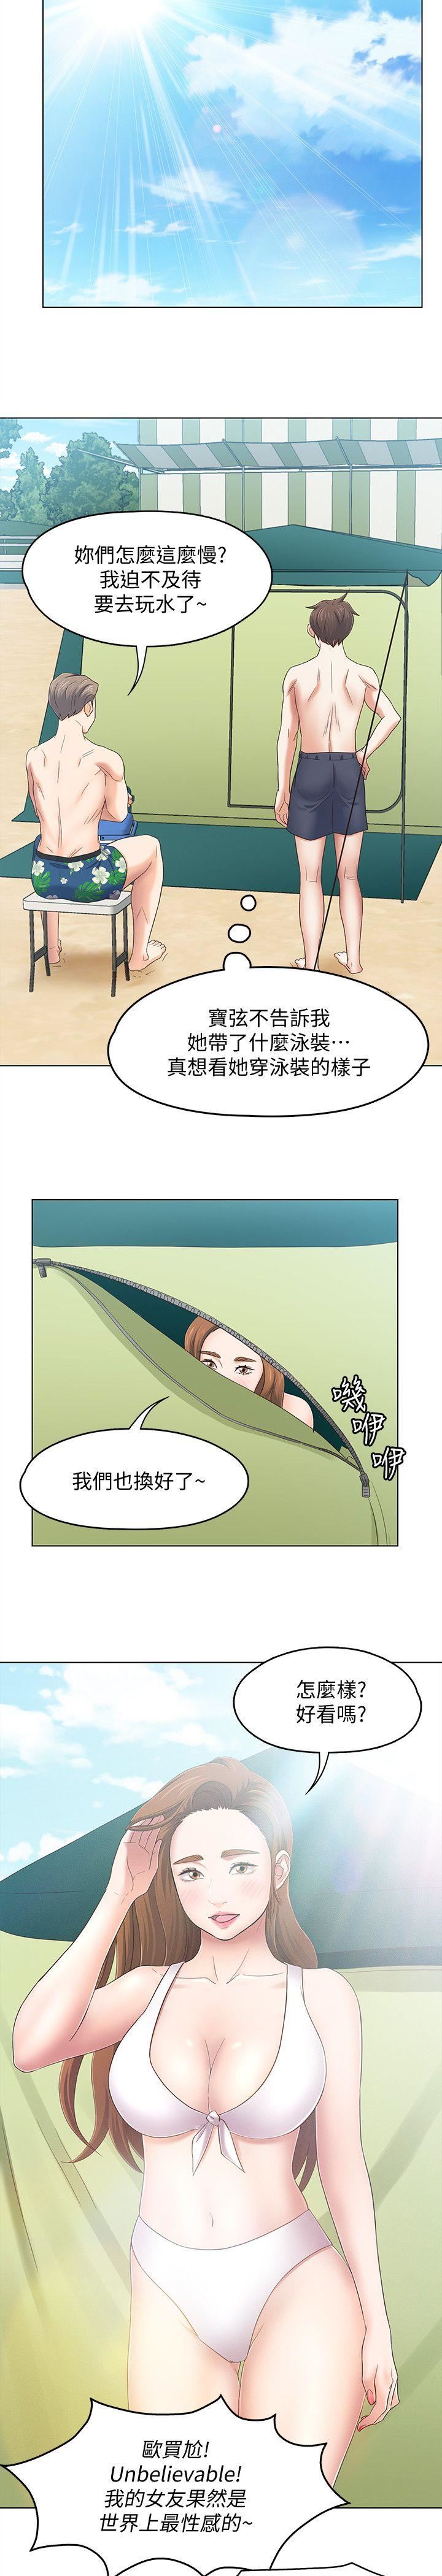 妳們怎麼這麼慢?
我迫不及待
要去玩水了~
寶弦不告訴我
她帶了什麼泳裝⋯
真想看她穿泳裝的樣子
嘰
咿
咿
我們也換好了~
怎麼樣?
好看嗎?
歐買尬!
Unbelievable!
我的女友果然是
世界上最性感的~